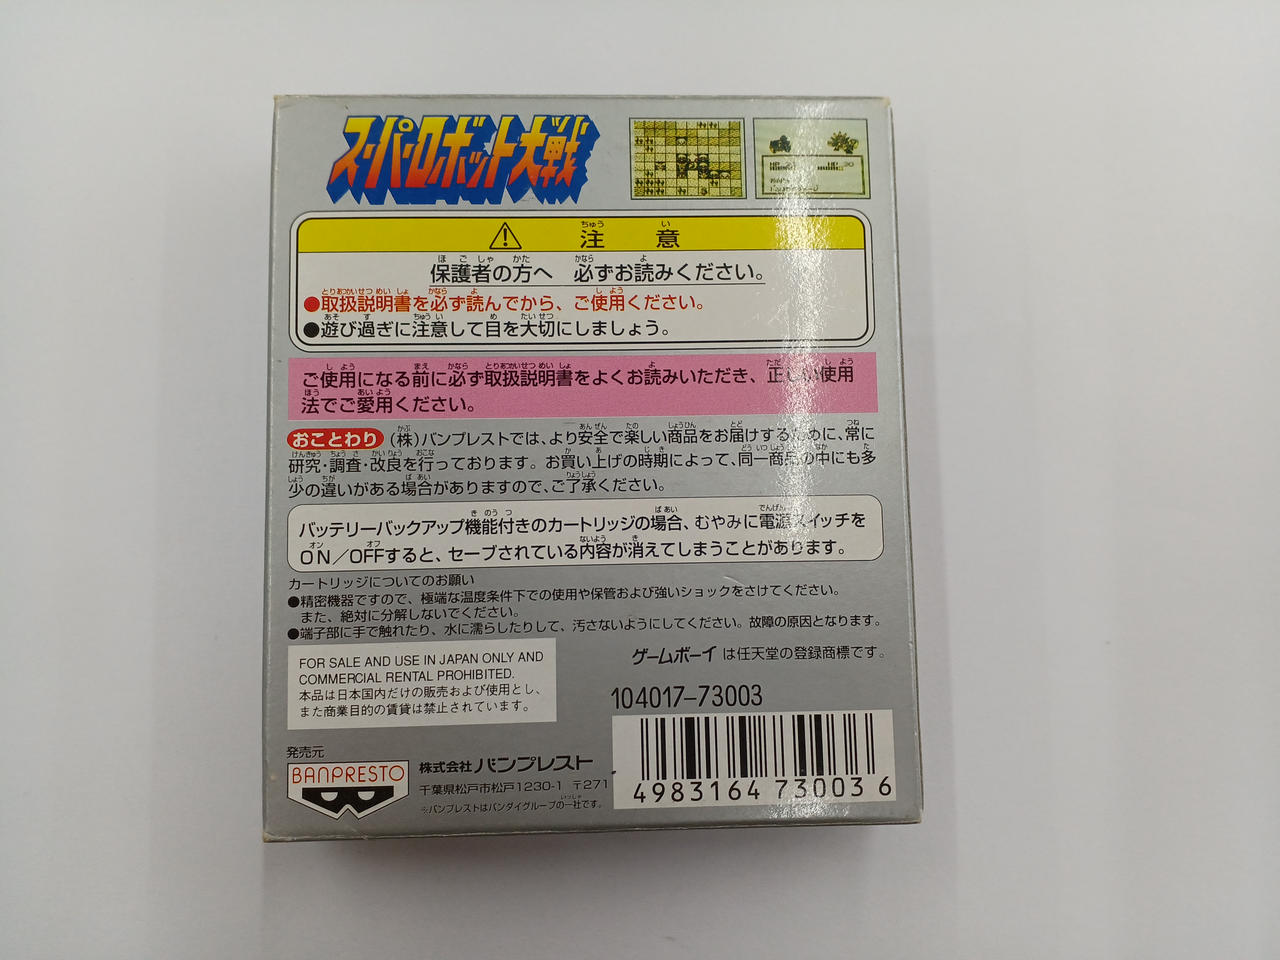 スーパーロボット大戦
注意
保護者の方へ 必ずお読みください。
●取扱説明書を必ず読んでから、ご使用ください。
●遊び過ぎに注意して目を大切にしましょう。
ご使用になる前に必ず取扱説明書をよくお読みいただき、正しい使用
法でご愛用ください。
おことわり (株)バンプレストでは、より安全で楽しい商品をお届けするために、常に
研究・調査・改良を行っております。お買い上げの時期によって、同一商品の中にも多
少の違いがある場合がありますので、ご了承ください。
バッテリーバックアップ機能付きのカートリッジの場合、むやみに電源スイッチを
ON/OFFすると、セーブされている内容が消えてしまうことがあります。
カートリッジについてのお願い
●精密機器ですので、極端な温度条件下での使用や保管および強いショックをさけてください。
また、絶対に分解しないでください。
●端子部に手で触れたり、水に濡らしたりして、汚さないようにしてください。故障の原因となります。
FOR SALE AND USE IN JAPAN ONLY AND
COMMERCIAL RENTAL PROHIBITED.
本品は日本国内だけの販売および使用とし、
また商業目的の賃貸は禁止されています。
ゲームボーイは任天堂の登録商標です。
104017-73003
発売元
BANPRESTO
株式会社 バンプレスト
千葉県松戸市松戸1230-1 〒271
※バンプレストはバンダイグループの一社です。
4983164 730036